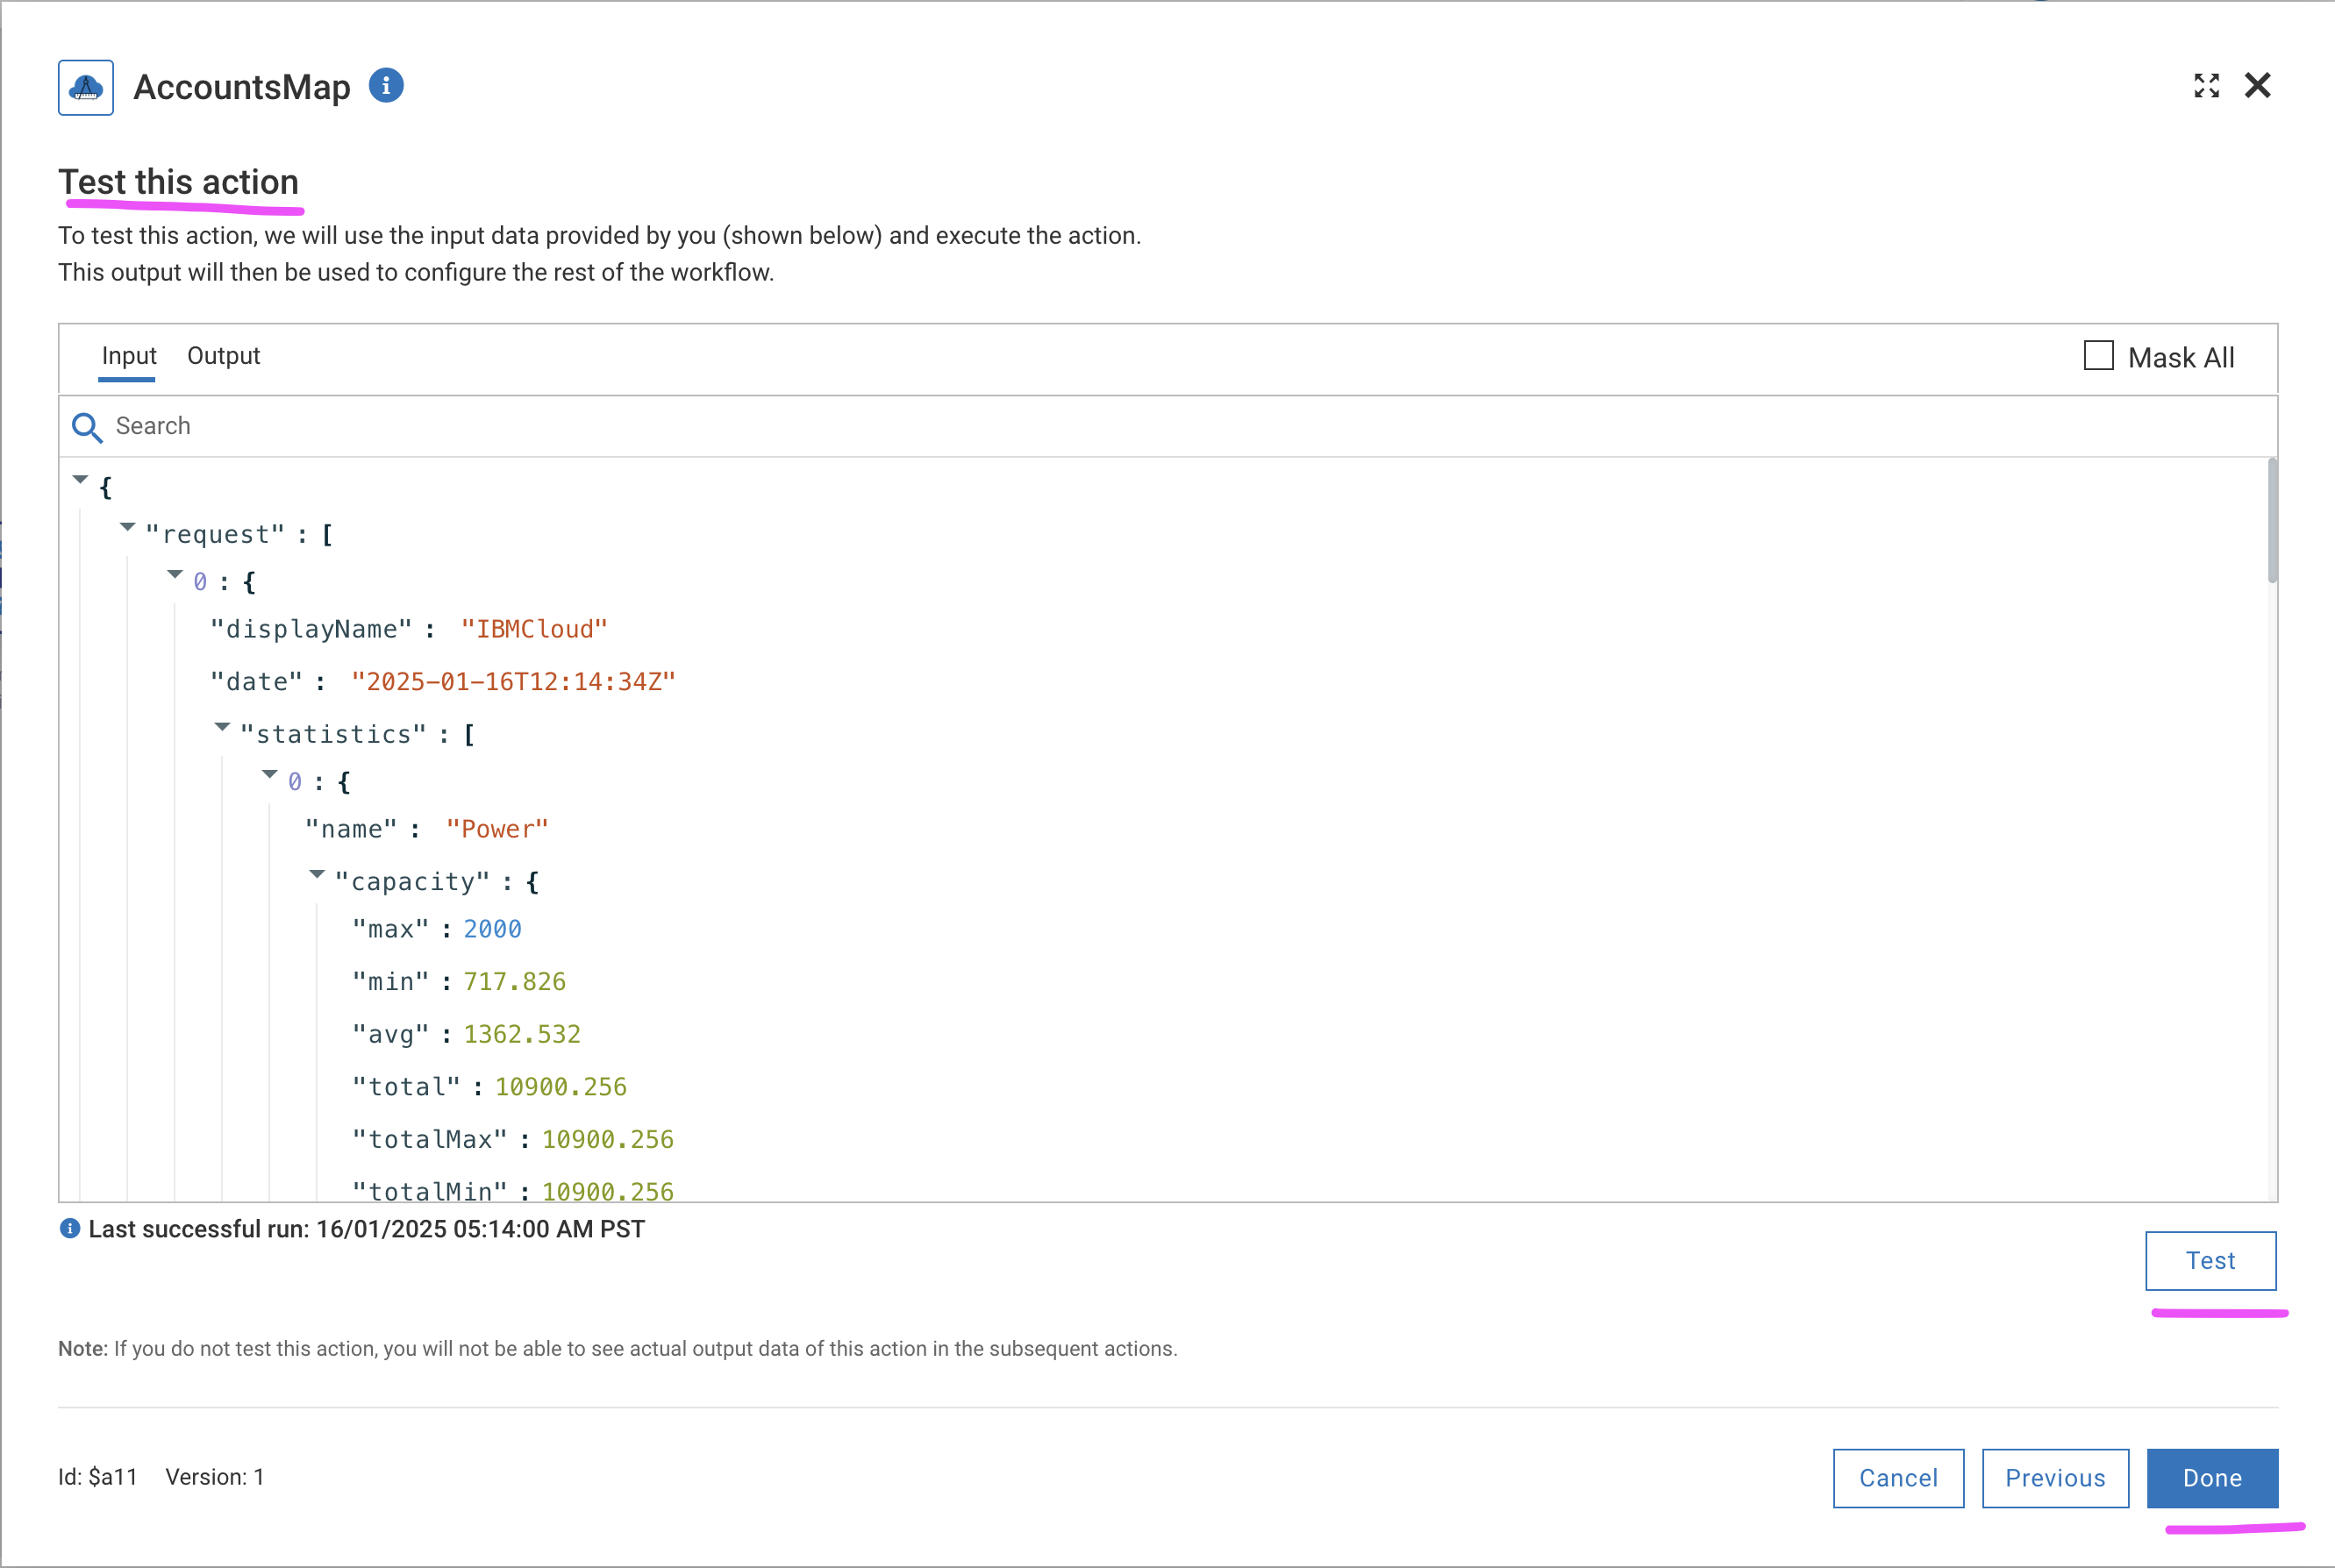 AccountsMap
Test this action
To test this action, we will use the input data provided by you (shown below) and execute the action.
This output will then be used to configure the rest of the workflow.
Input Output Mask All
Search
{
"request" : [
0 : {
"displayName" : "IBMCloud"
"date" : "2025-01-16T12:14:34Z"
"statistics" : [
0 : {
"name" : "Power"
"capacity" : {
"max" : 2000
"min" : 717.826
"avg" : 1362.532
"total" : 10900.256
"totalMax" : 10900.256
"totalMin" : 10900.256
Last successful run: 16/01/2025 05:14:00 AM PST
Test
Note: If you do not test this action, you will not be able to see actual output data of this action in the subsequent actions.
Id: $a11 Version: 1 Cancel Previous Done